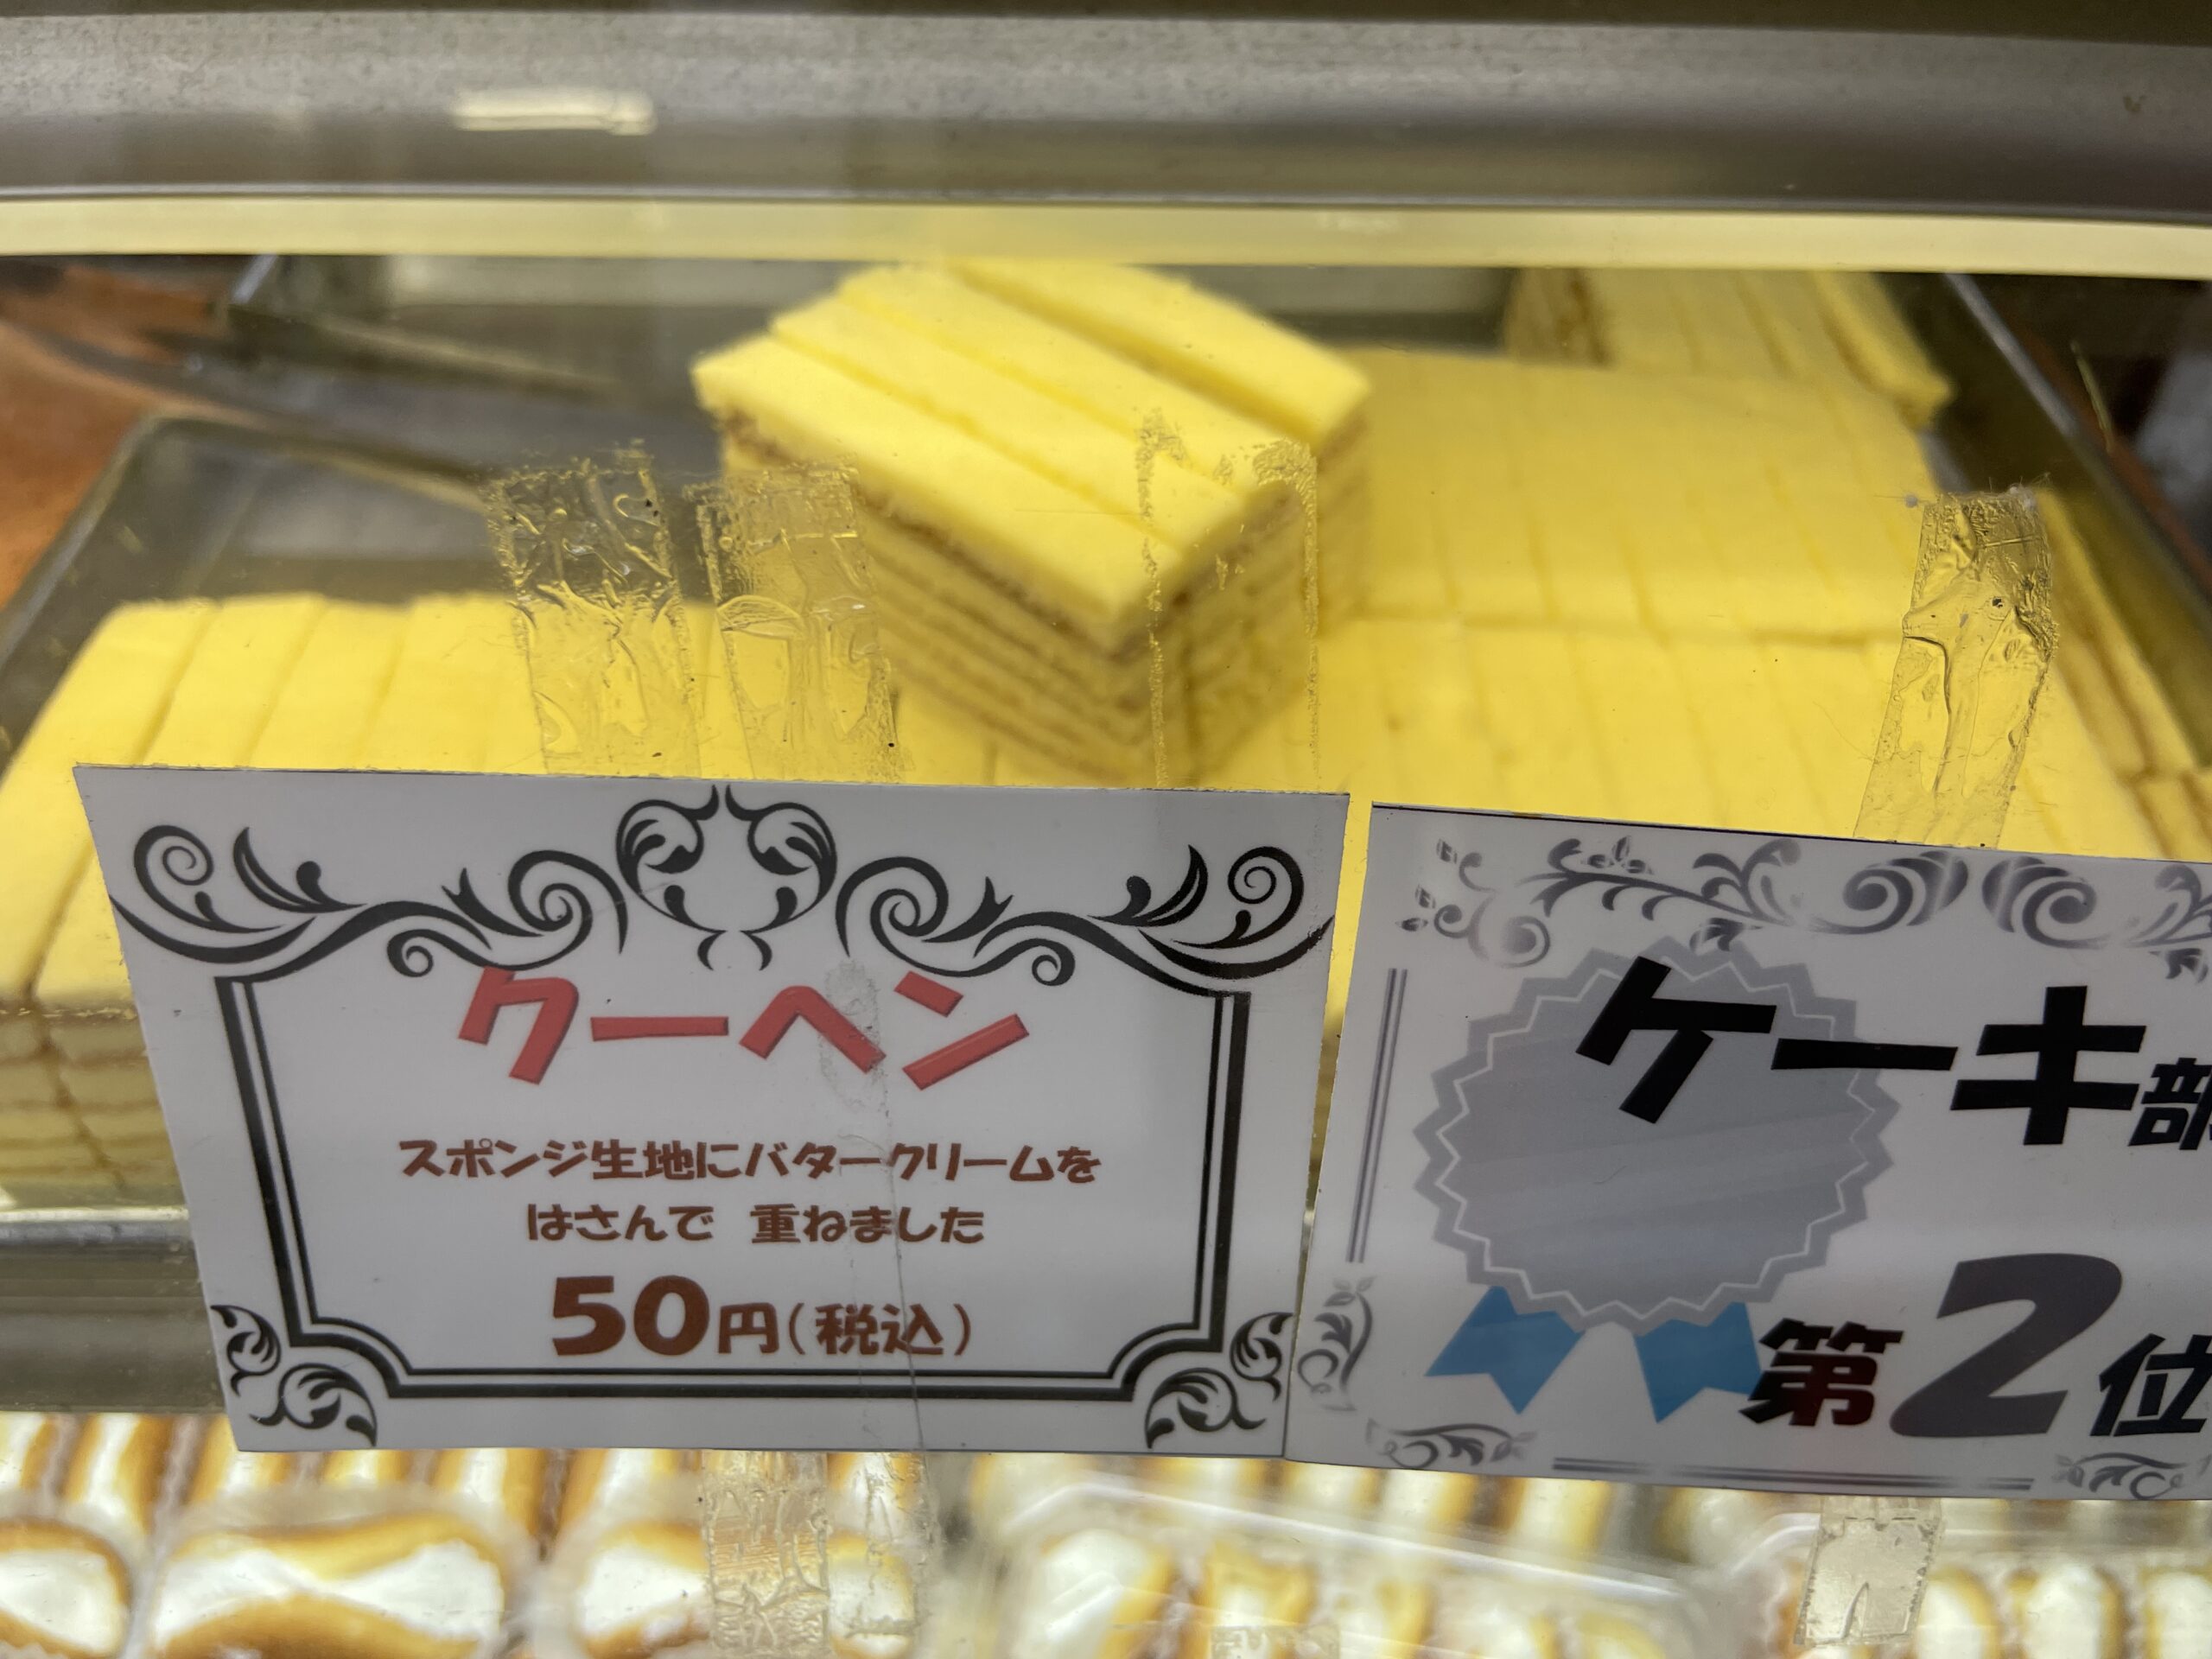 クーヘン
スポンジ生地にバタークリームを
はさんで 重ねました
50円(税込)
ケーキ部
第2位